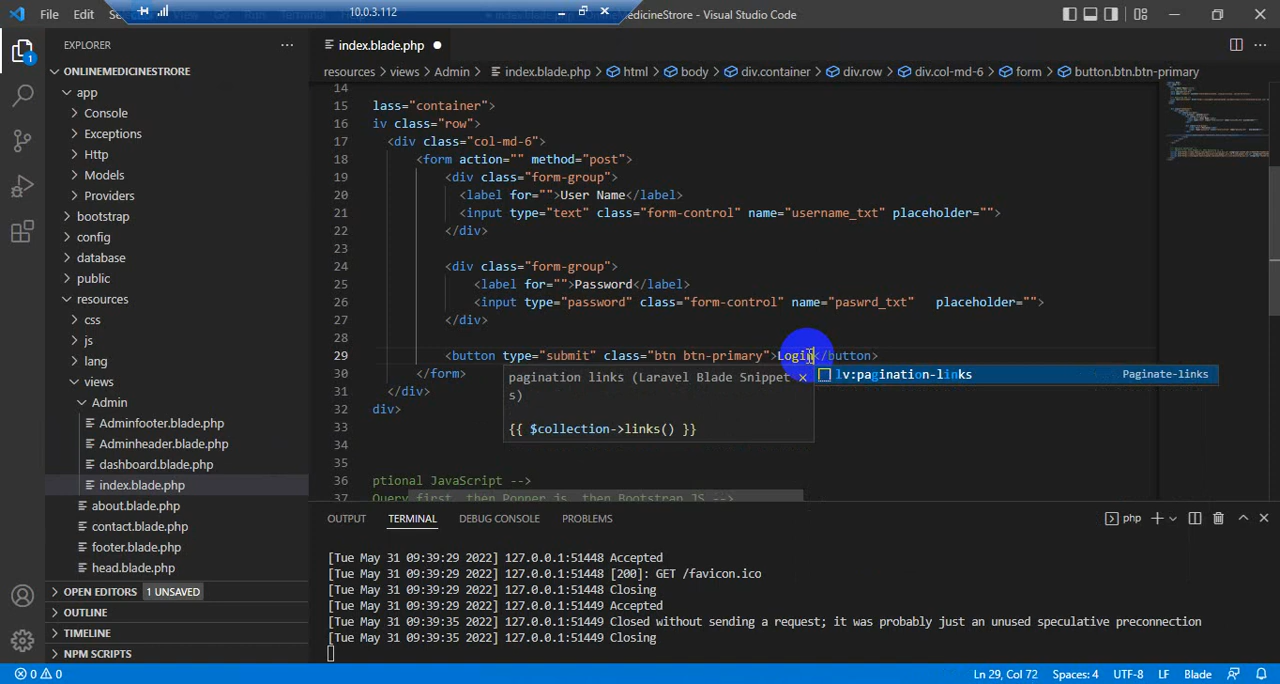 File Edit Se
10.0.3.112
neMedicineStrore - Visual Studio Code
EXPLORER
index.blade.php
ONLINEMEDICINESTRORE
resources > views > Admin > index.blade.php > html > body > div.container > div.row > div.col-md-6 > form > button.btn.btn-primary
app
Console
Exceptions
Http
Models
Providers
bootstrap
config
database
public
resources
css
js
lang
views
Admin
Adminfooter.blade.php
Adminheader.blade.php
dashboard.blade.php
index.blade.php
about.blade.php
contact.blade.php
footer.blade.php
head.blade.php
OPEN EDITORS 1 UNSAVED
OUTLINE
TIMELINE
NPM SCRIPTS
14
15 lass="container">
16 iv class="row">
17 <div class="col-md-6">
18 <form action="" method="post">
19 <div class="form-group">
20 <label for="">User Name</label>
21 <input type="text" class="form-control" name="username_txt" placeholder="">
22 </div>
23
24 <div class="form-group">
25 <label for="">Password</label>
26 <input type="password" class="form-control" name="paswrd_txt" placeholder="">
27 </div>
28
29 <button type="submit" class="btn btn-primary">Login</button>
30 </form>
31 </div>
32 div>
33
34
35
36 ptional JavaScript -->
37 Query first, then Popper.js, then Bootstrap JS -->
lv:pagination-links Paginate-links
pagination links (Laravel Blade Snippet
s)
{{ $collection->links() }}
OUTPUT TERMINAL DEBUG CONSOLE PROBLEMS
php
[Tue May 31 09:39:29 2022] 127.0.0.1:51448 Accepted
[Tue May 31 09:39:29 2022] 127.0.0.1:51448 [200]: GET /favicon.ico
[Tue May 31 09:39:29 2022] 127.0.0.1:51448 Closing
[Tue May 31 09:39:29 2022] 127.0.0.1:51449 Accepted
[Tue May 31 09:39:35 2022] 127.0.0.1:51449 Closed without sending a request; it was probably just an unused speculative preconnection
[Tue May 31 09:39:35 2022] 127.0.0.1:51449 Closing
0 0
Ln 29, Col 72 Spaces: 4 UTF-8 LF Blade